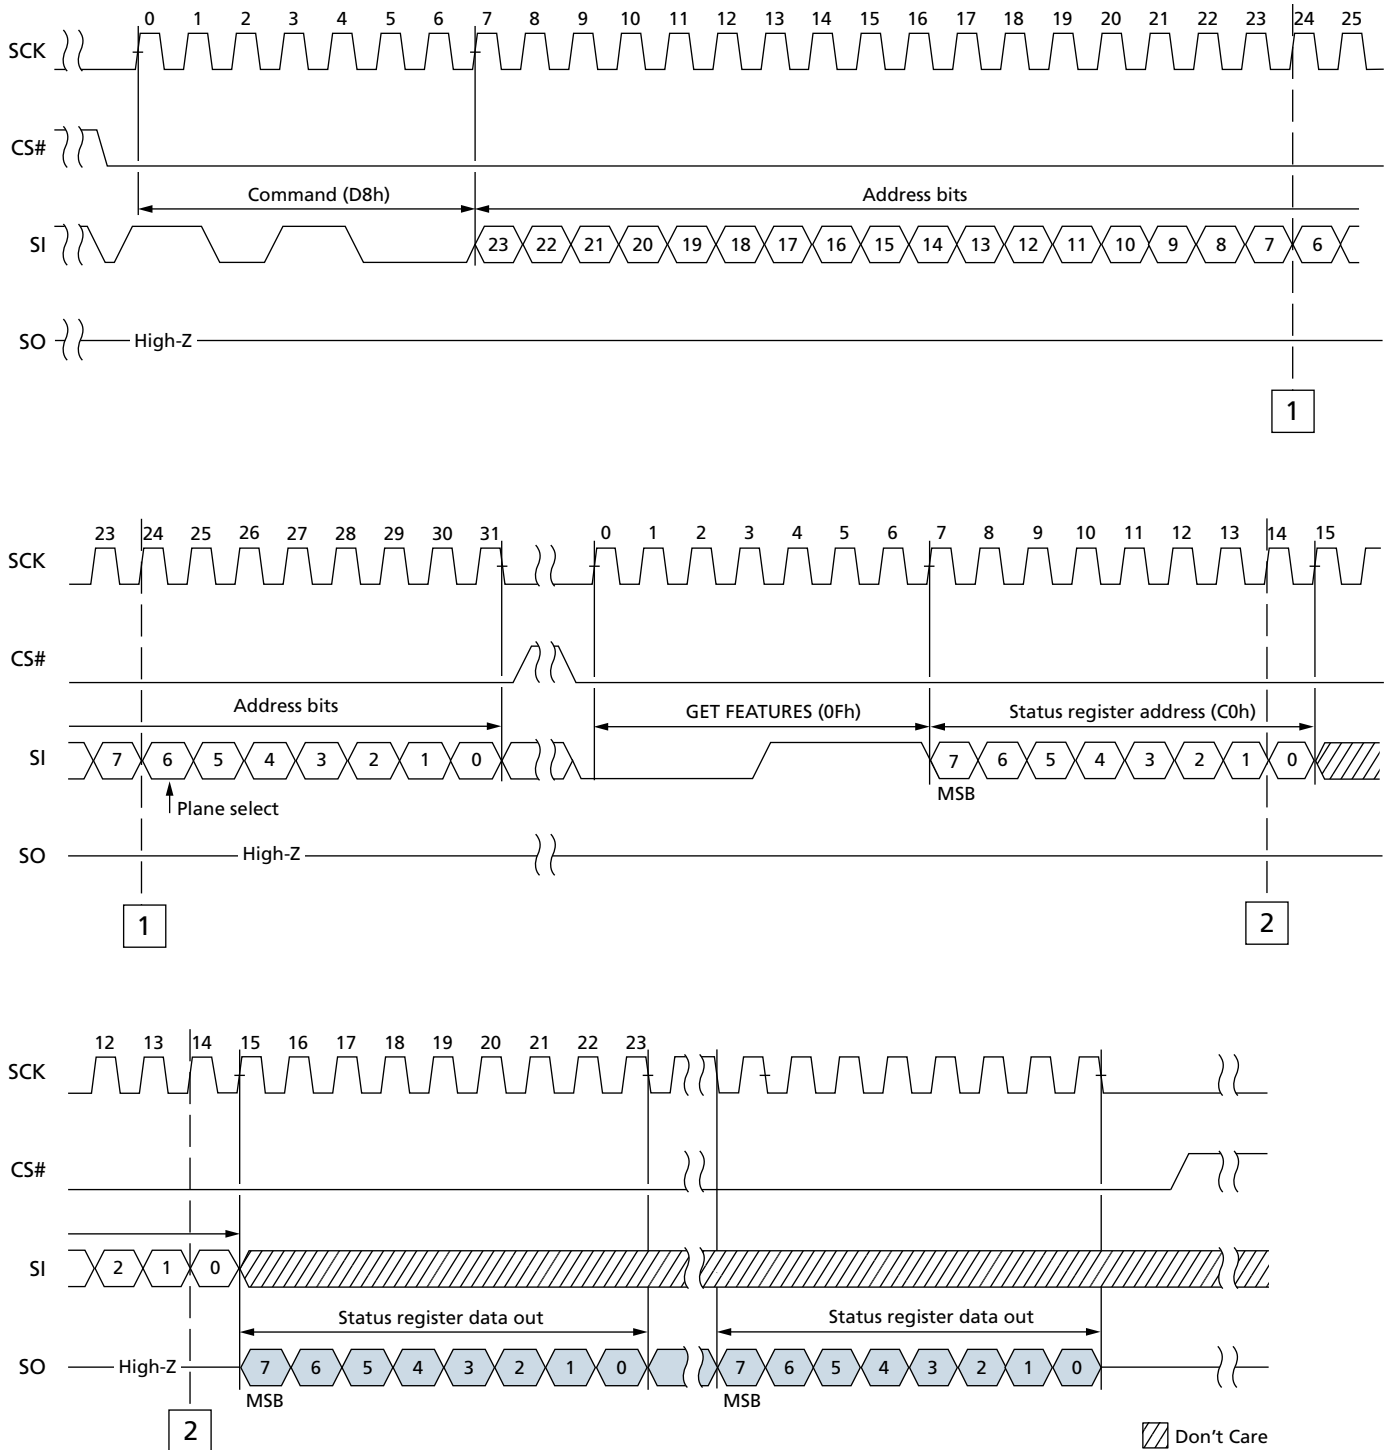 0 1 2 3 4 5 6 7 8 9 10 11 12 13 14 15 16 17 18 19 20 21 22 23 24 25
SCK
CS#
Command (D8h) Address bits
SI 23 22 21 20 19 18 17 16 15 14 13 12 11 10 9 8 7 6
SO High-Z
1
23 24 25 26 27 28 29 30 31 0 1 2 3 4 5 6 7 8 9 10 11 12 13 14 15
SCK
CS#
Address bits GET FEATURES (0Fh) Status register address (C0h)
SI 7 6 5 4 3 2 1 0 7 6 5 4 3 2 1 0
MSB
Plane select
SO High-Z
1 2
12 13 14 15 16 17 18 19 20 21 22 23
SCK
CS#
SI 2 1 0
Status register data out Status register data out
SO High-Z 7 6 5 4 3 2 1 0 7 6 5 4 3 2 1 0
MSB MSB
2
Don't Care